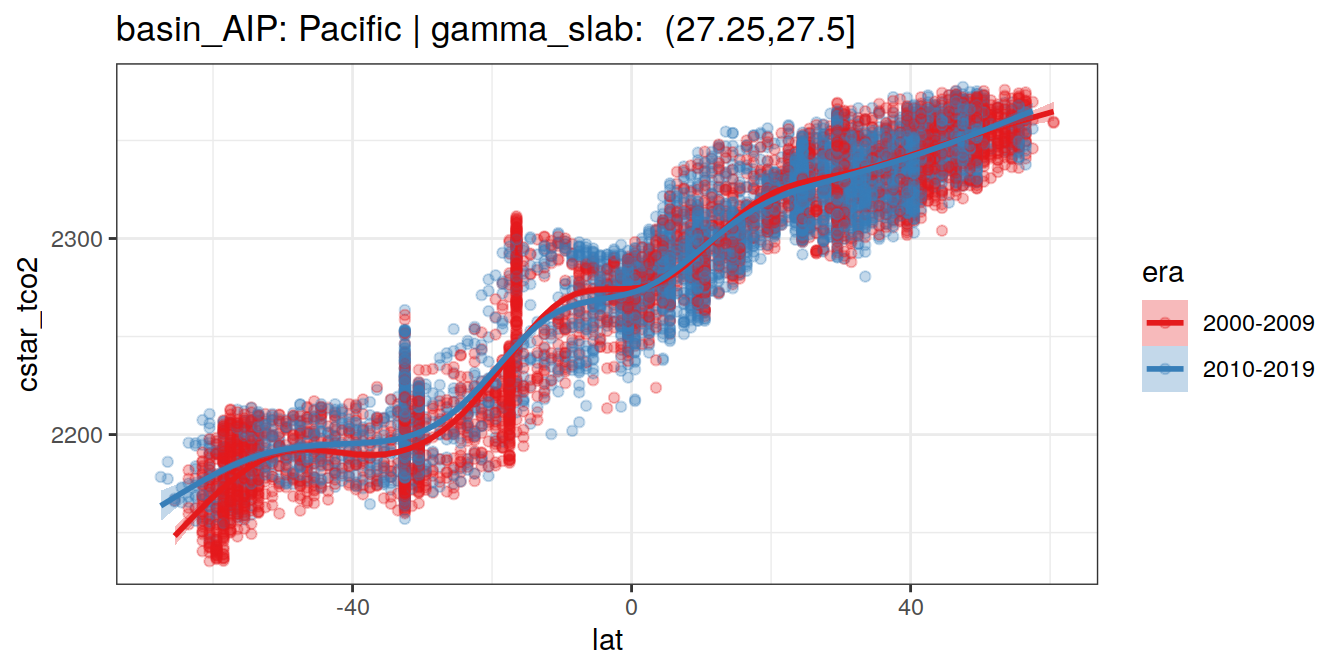 basin_AIP: Pacific | gamma_slab:  (27.25,27.5]
cstar_tco2
2300
2200
-40
0
40
lat
era
2000-2009
2010-2019